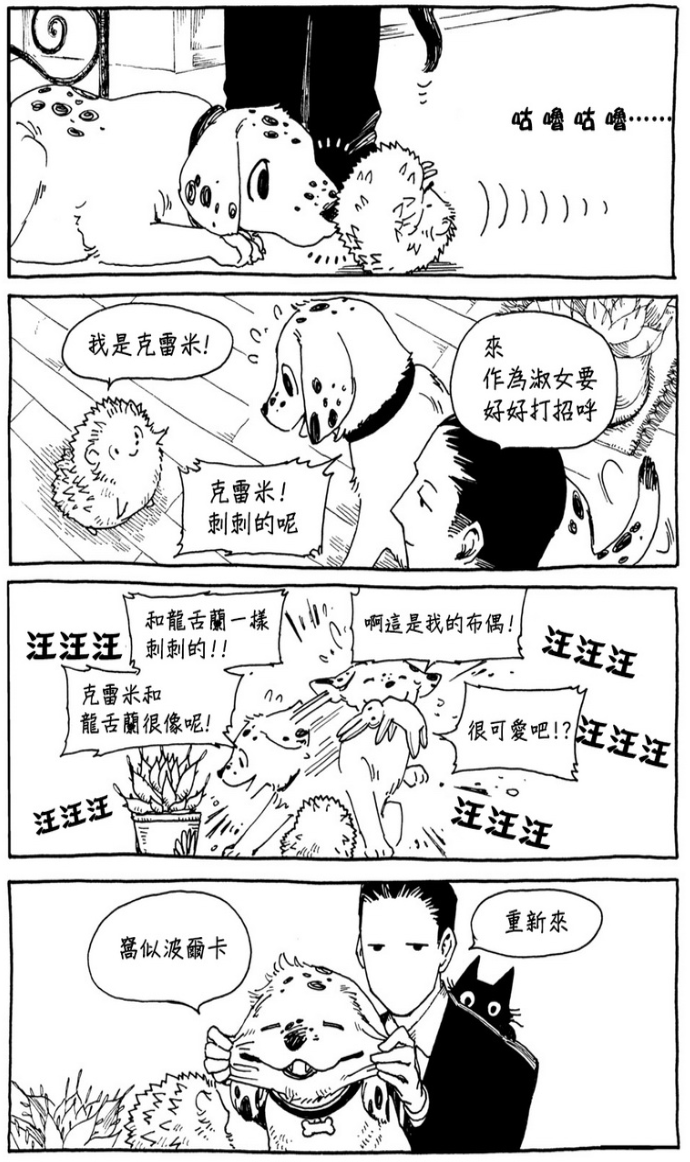 咕嚕咕嚕……
來
作為淑女要
好好打招呼
我是克雷米!
克雷米!
刺刺的呢
汪汪汪
啊這是我的布偶!
很可愛吧!?
汪汪汪
汪汪汪
和龍舌蘭一樣
刺刺的!!
汪汪汪
克雷米和
龍舌蘭很像呢!
汪汪汪
重新來
窩似波爾卡